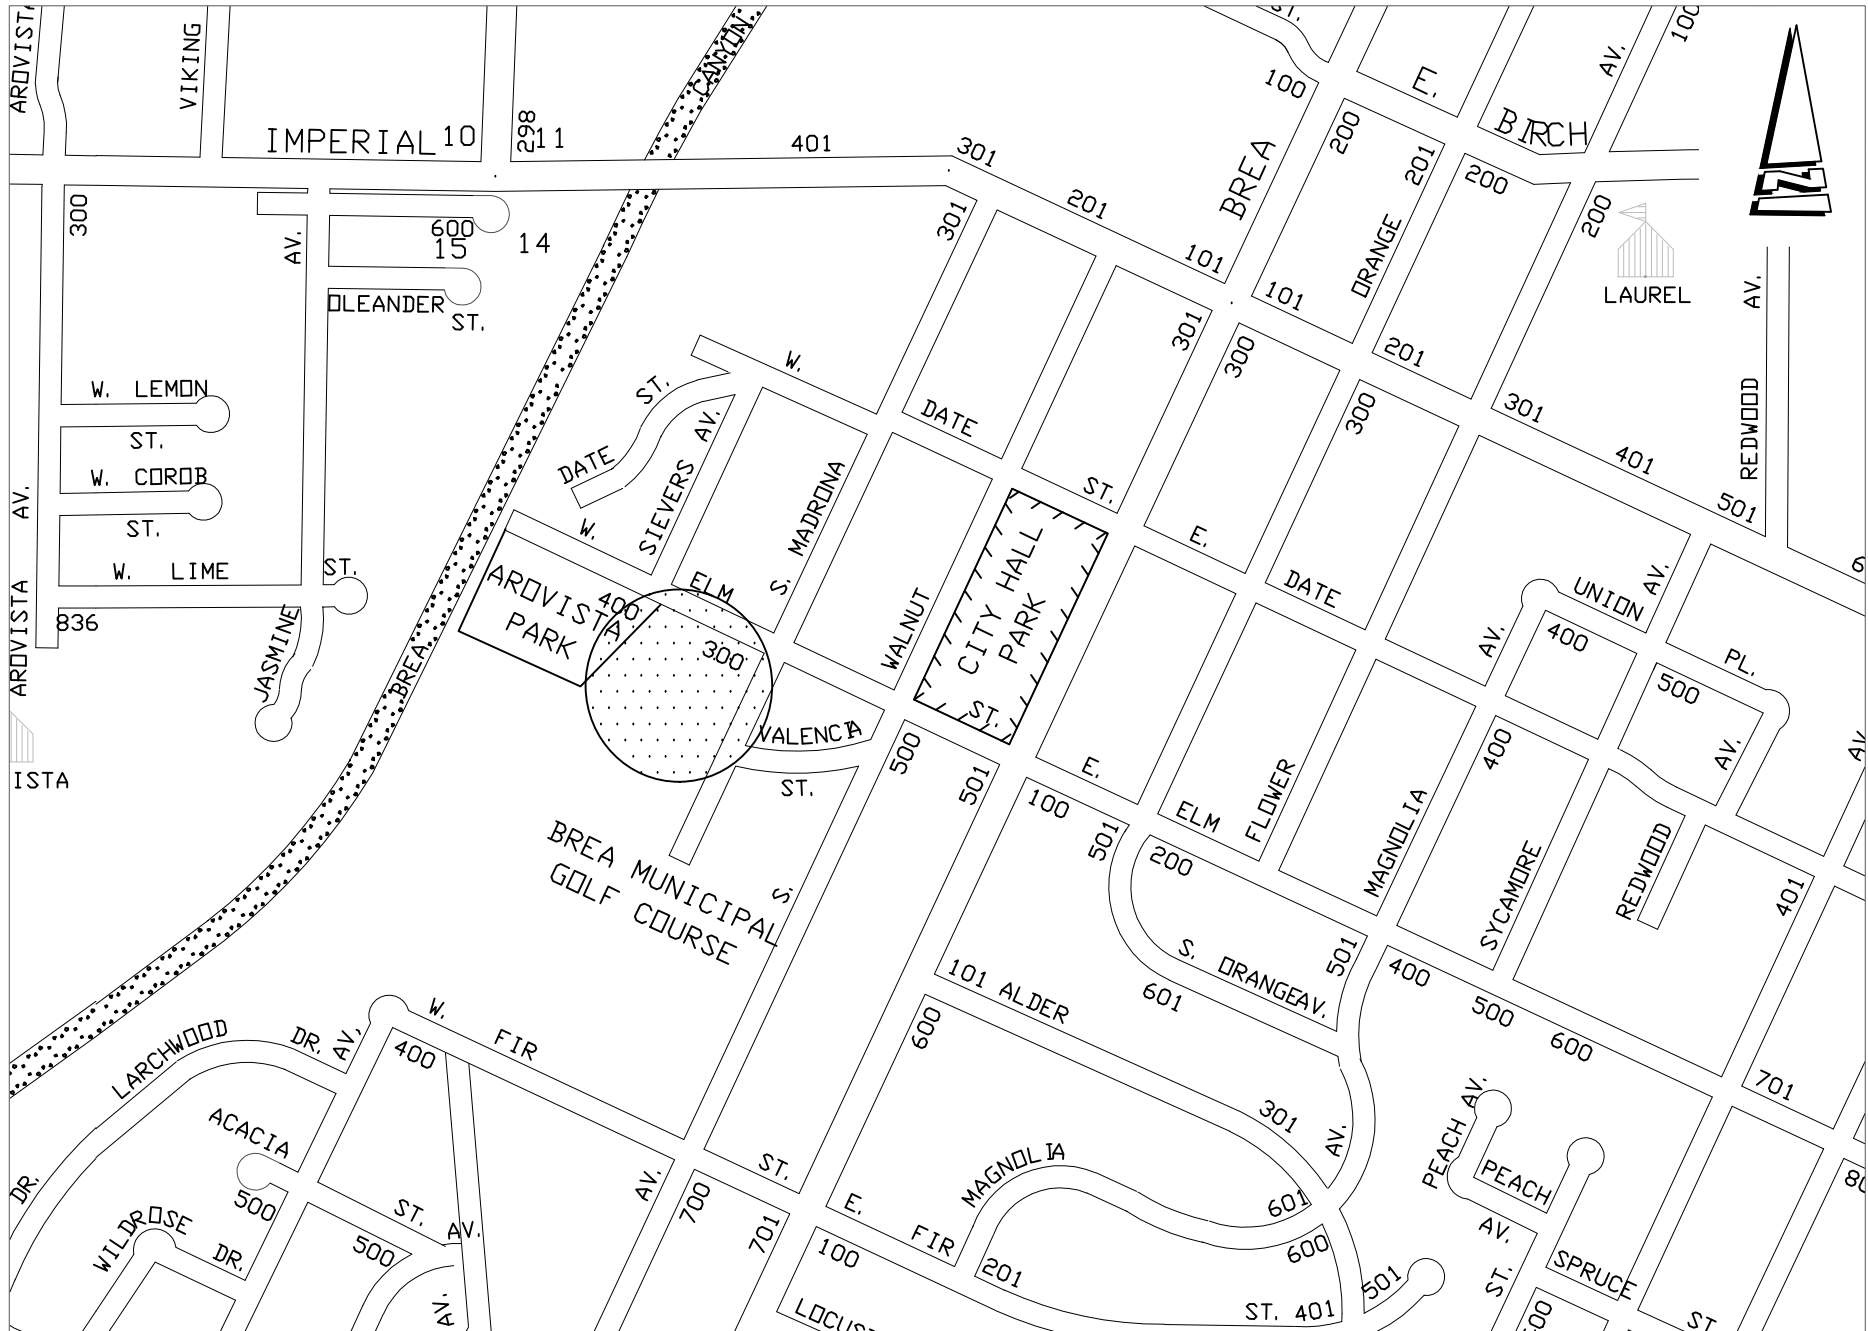 AROVISTA
VIKING
CANYON
ST.
E.
AV.
100
100
IMPERIAL
10
11
298
401
301
BREA
200
201
BIRCH
200
N
300
AV.
600
15
14
301
201
101
101
ORANGE
200
LAUREL
AV.
OLEANDER
ST.
W. LEMON
ST.
W. COROB
ST.
W. LIME
ST.
AV.
AROVISTA
836
JASMINE
ISTA
W.
DATE
ST.
DATE
ST.
SIEVERS
AV.
S.
MADRONA
301
300
201
300
301
401
501
REDWOOD
W.
ELM
AROVISTA
PARK
400
300
BREA
WALNUT
CITY HALL
PARK
ST.
E.
DATE
AV.
UNION
AV.
400
500
PL.
AV.
AV.
VALENCIA
ST.
500
501
E.
100
501
ELM
200
FLOWER
MAGNOLIA
400
SYCAMORE
REDWOOD
401
BREA MUNICIPAL
GOLF COURSE
S.
101 ALDER
600
S. ORANGE AV.
601
501
400
500
600
701
LARCHWOOD
DR.
AV.
W.
FIR
400
ACACIA
500
DR.
WILDROSE
DR.
ST.
AV.
500
AV.
AV.
ST.
700
701
E.
FIR
100
201
MAGNOLIA
301
AV.
601
600
ST. 401
501
PEACH AV.
PEACH
AV.
ST.
SPRUCE
ST.